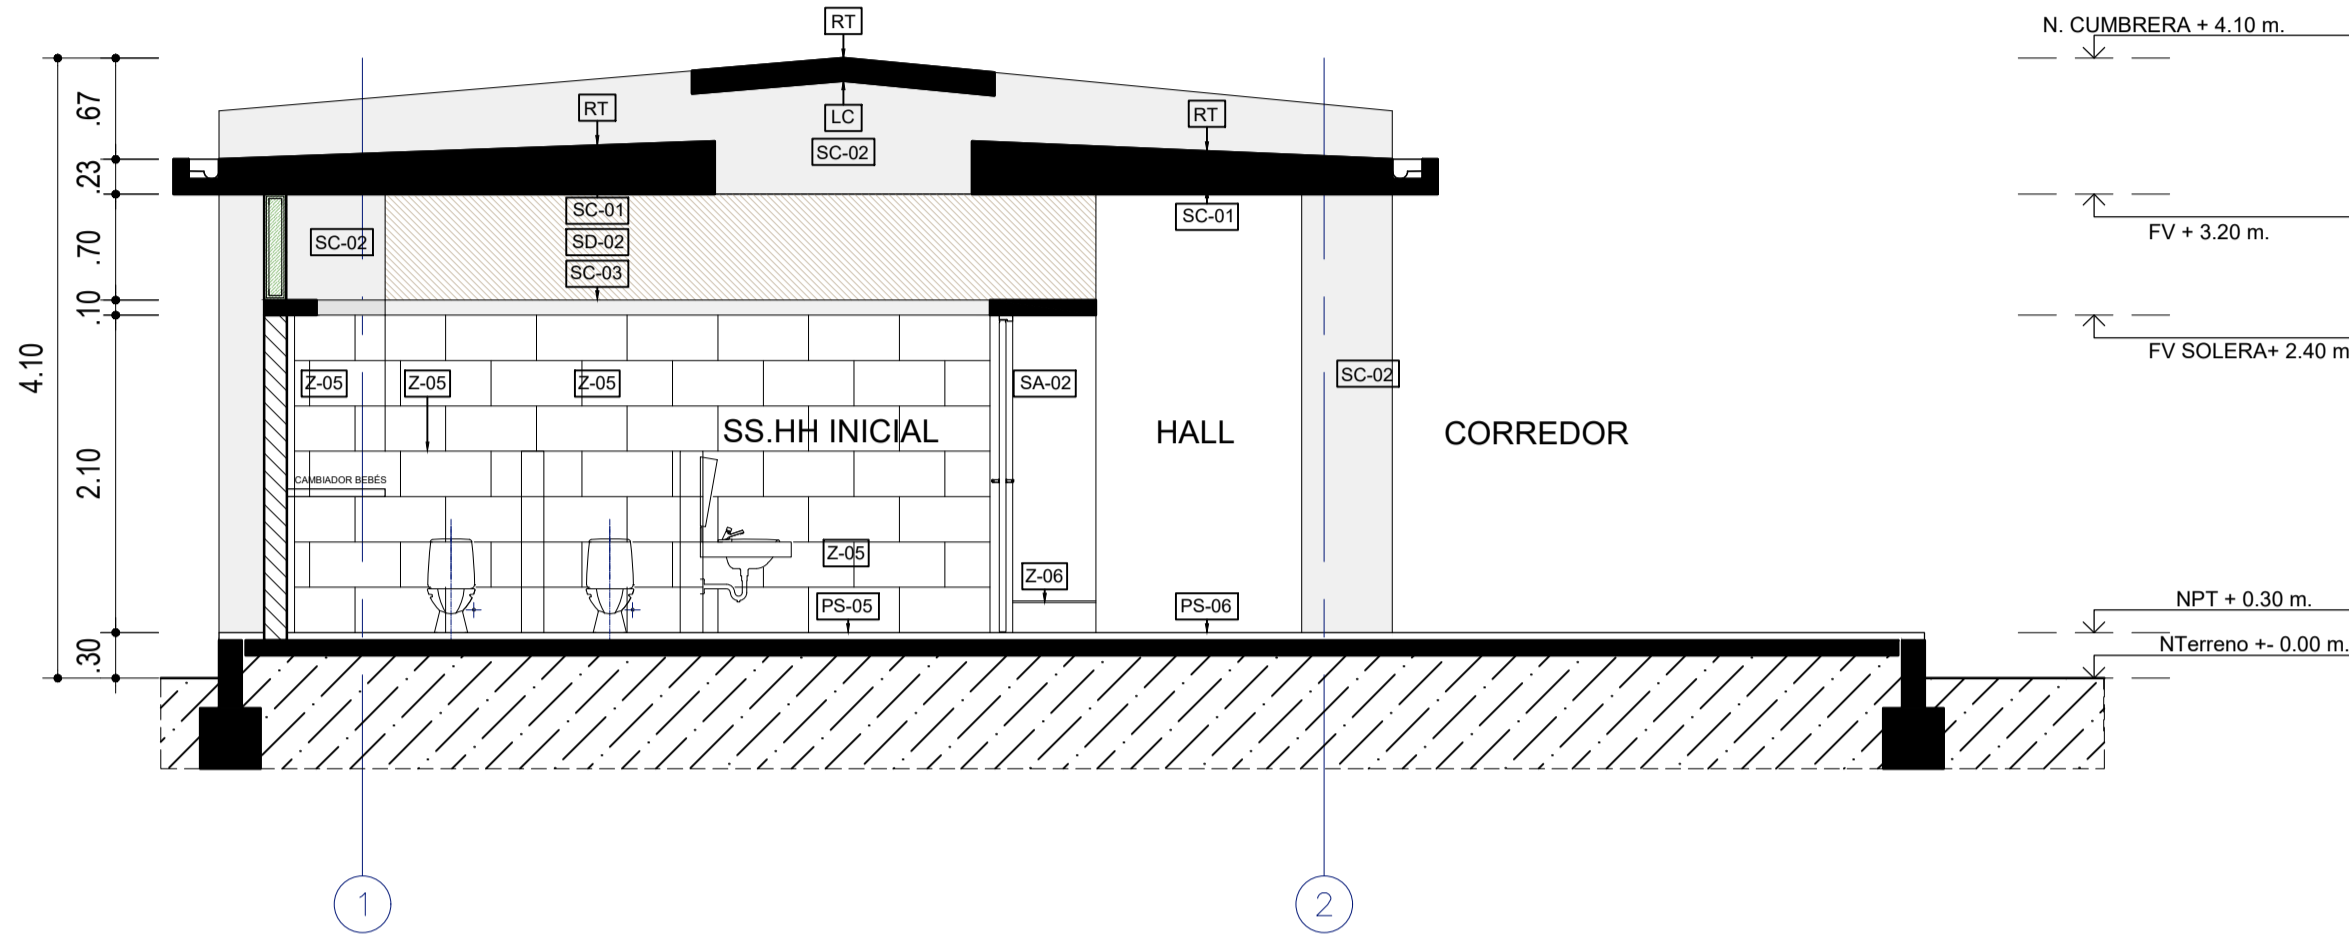 RT
N. CUMBRERA + 4.10 m.
RT
LC
RT
.67
SC-02
.23
SC-01
SC-01
SC-02
SD-02
FV + 3.20 m.
.70
SC-03
.10
FV SOLERA+ 2.40 m
4.10
Z-05
Z-05
Z-05
SA-02
SC-02
SS.HH INICIAL
HALL
CORREDOR
2.10
CAMBIADOR BEBÉS
Z-05
Z-06
PS-05
PS-06
NPT + 0.30 m.
.30
NTerreno +- 0.00 m.
1
2